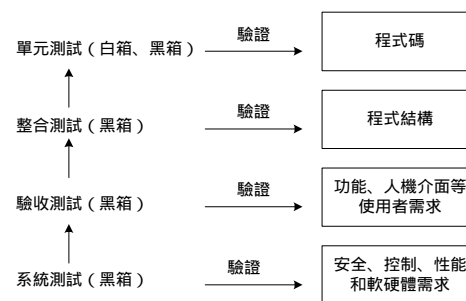 單元測試（白箱、黑箱）
驗證
程式碼
整合測試（黑箱）
驗證
程式結構
驗收測試（黑箱）
驗證
功能、人機介面等
使用者需求
系統測試（黑箱）
驗證
安全、控制、性能
和軟硬體需求